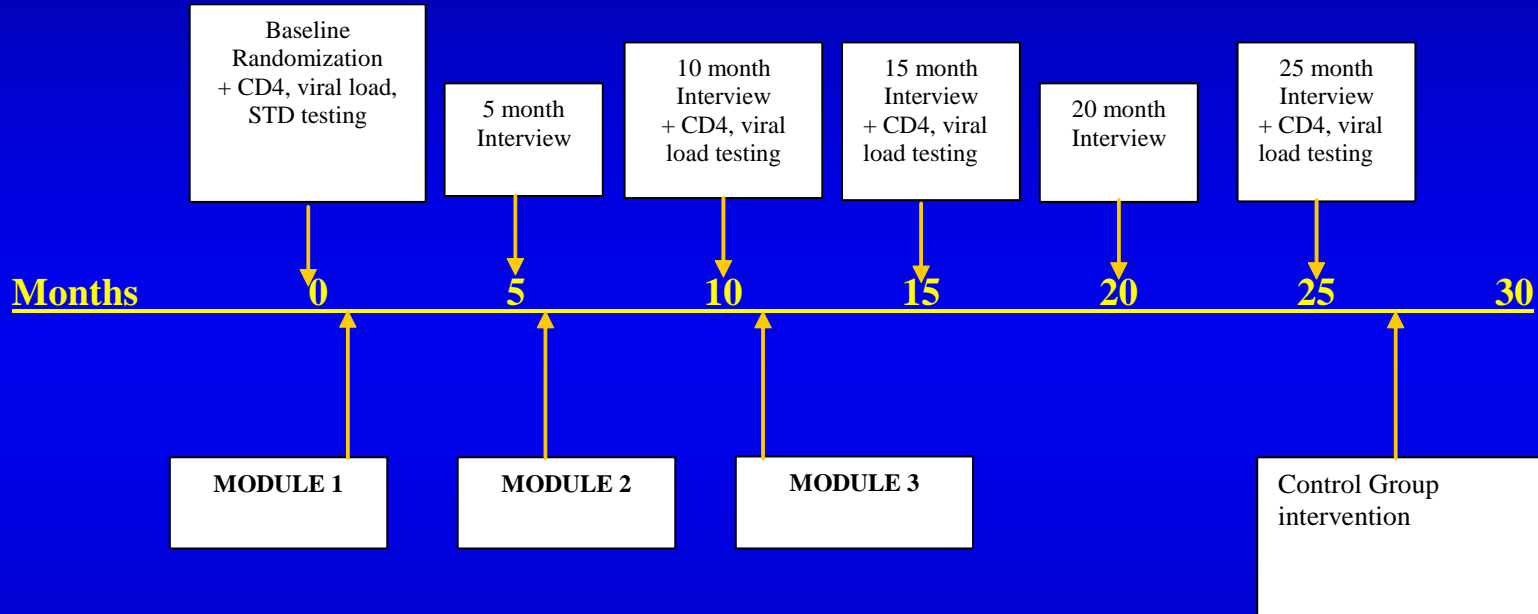 Baseline
Randomization
+ CD4, viral load,
STD testing
5 month
Interview
10 month
Interview
+ CD4, viral
load testing
15 month
Interview
+ CD4, viral
load testing
20 month
Interview
25 month
Interview
+ CD4, viral
load testing
Months 0 5 10 15 20 25 30
MODULE 1
MODULE 2
MODULE 3
Control Group
intervention